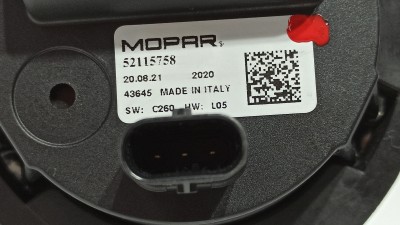 MOPAR®
52115758
20.08.21 2020
43645 MADE IN ITALY
SW: C260 HW: L05